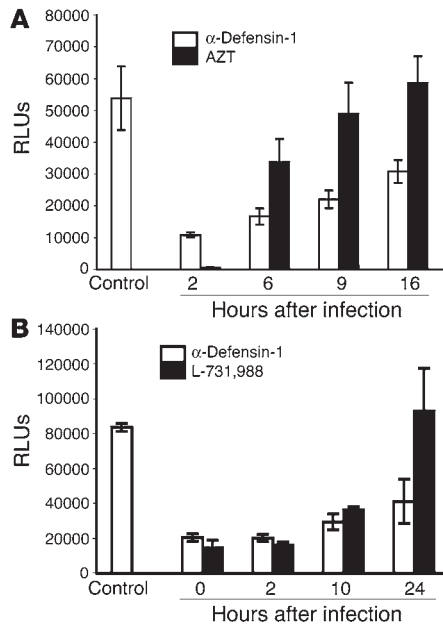 A
80000
70000
60000
50000
40000
30000
20000
10000
0
RLUs
α-Defensin-1
AZT
Control 2 6 9 16
Hours after infection
B
140000
120000
100000
80000
60000
40000
20000
0
RLUs
α-Defensin-1
L-731,988
Control 0 2 10 24
Hours after infection